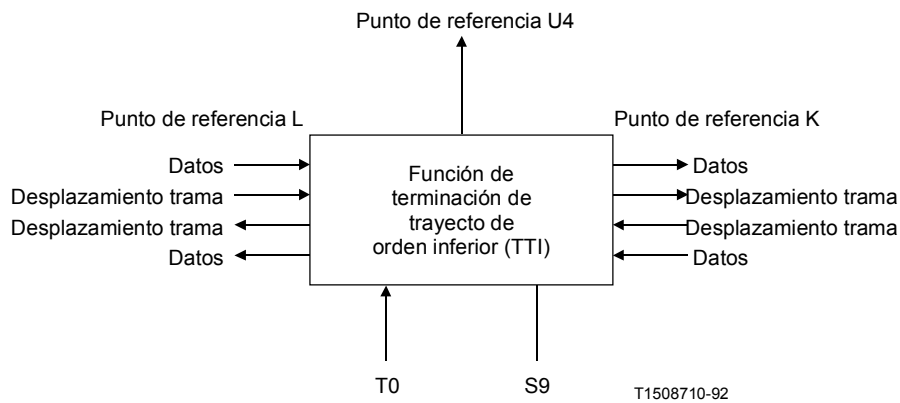 Punto de referencia U4
Punto de referencia L
Punto de referencia K
Datos
Desplazamiento trama
Desplazamiento trama
Datos
Función de
terminación de
trayecto de
orden inferior (TTI)
Datos
Desplazamiento trama
Desplazamiento trama
Datos
T0
S9
T1508710-92